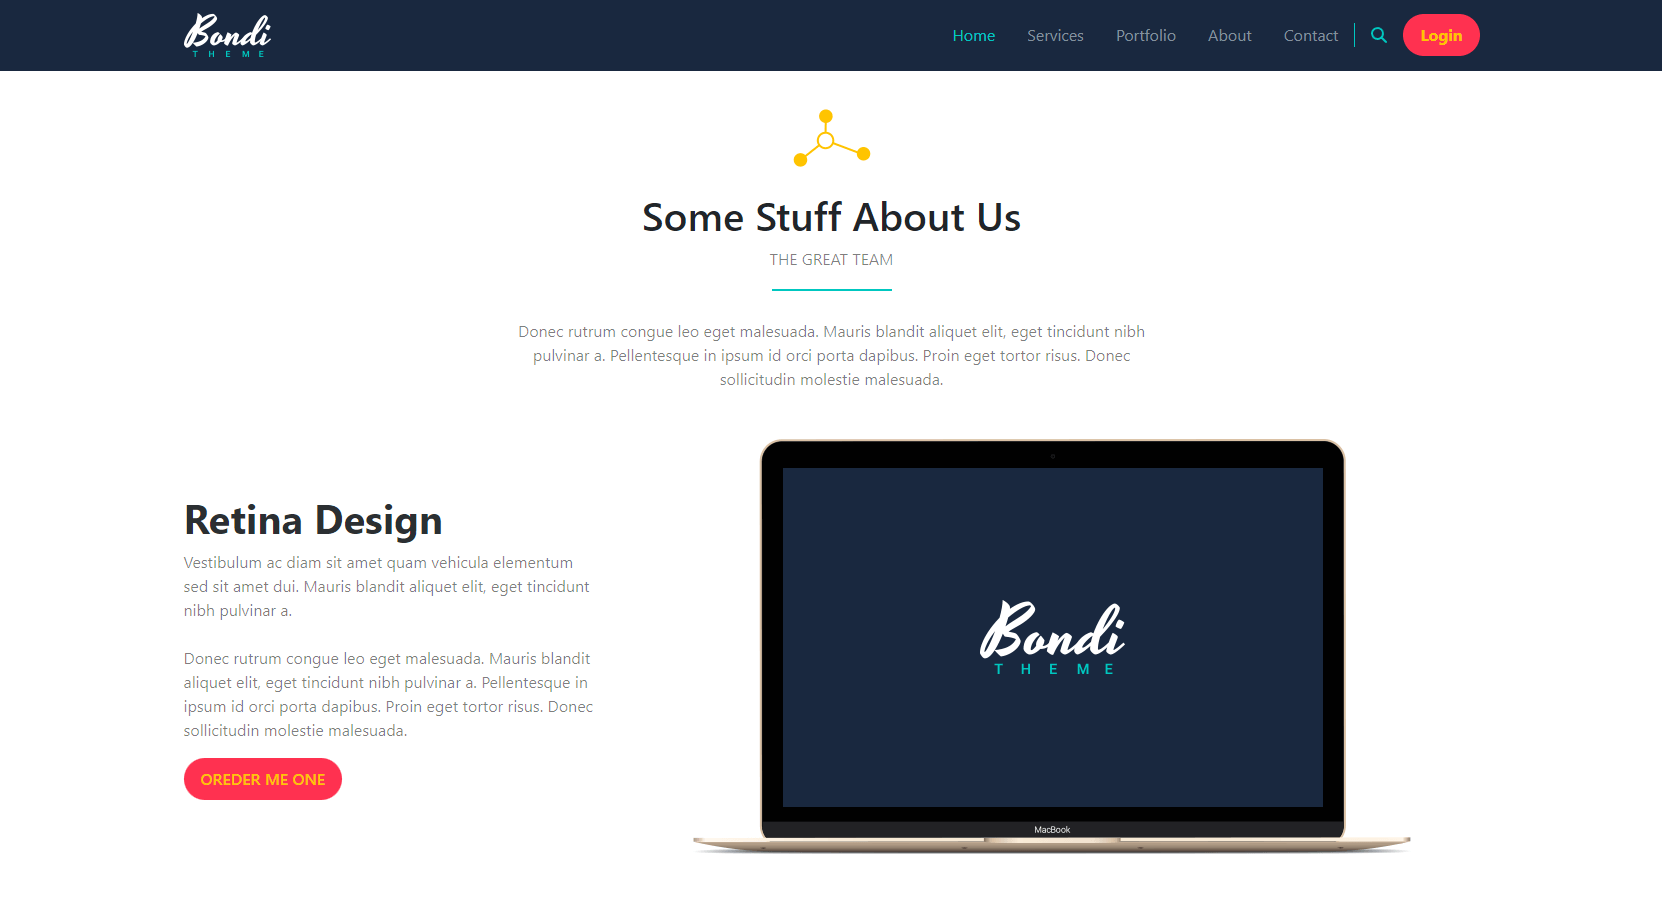 Bondi
THEME
Home Services Portfolio About Contact Login
Some Stuff About Us
THE GREAT TEAM
Donec rutrum congue leo eget malesuada. Mauris blandit aliquet elit, eget tincidunt nibh
pulvinar a. Pellentesque in ipsum id orci porta dapibus. Proin eget tortor risus. Donec
sollicitudin molestie malesuada.
Retina Design
Vestibulum ac diam sit amet quam vehicula elementum
sed sit amet dui. Mauris blandit aliquet elit, eget tincidunt
nibh pulvinar a.
Donec rutrum congue leo eget malesuada. Mauris blandit
aliquet elit, eget tincidunt nibh pulvinar a. Pellentesque in
ipsum id orci porta dapibus. Proin eget tortor risus. Donec
sollicitudin molestie malesuada.
OREDER ME ONE
Bondi
THEME
MacBook